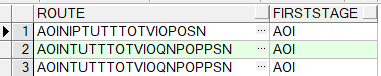 ROUTE FIRSTSTAGE
1 AOINIPTUTTTOTVIOPOSN ... AOI
2 AOINTUTTTOTVIOQNPOPPSN ... AOI
3 AOINTUTTTOTVIOQNPOPPSN ... AOI